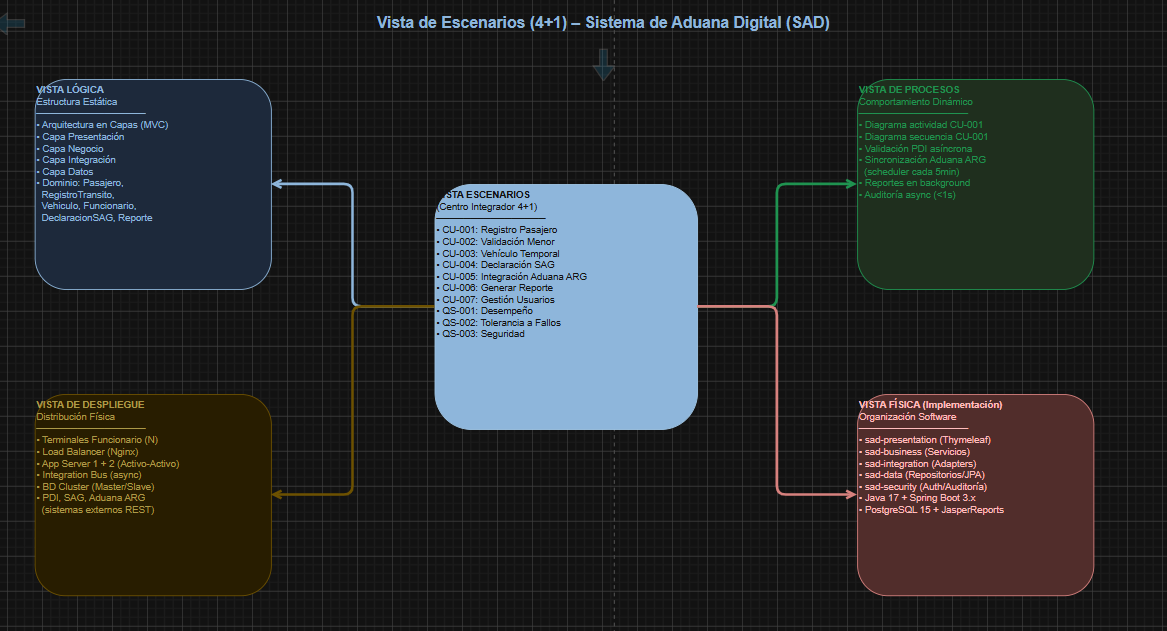 Vista de Escenarios (4+1) – Sistema de Aduana Digital (SAD)
VISTA LÓGICA
Estructura Estática
• Arquitectura en Capas (MVC)
• Capa Presentación
• Capa Negocio
• Capa Integración
• Capa Datos
• Dominio: Pasajero,
RegistroTransito,
Vehiculo, Funcionario,
DeclaracionSAG, Reporte
VISTA ESCENARIOS
(Centro Integrador 4+1)
• CU-001: Registro Pasajero
• CU-002: Validación Menor
• CU-003: Vehículo Temporal
• CU-004: Declaración SAG
• CU-005: Integración Aduana ARG
• CU-006: Generar Reporte
• CU-007: Gestión Usuarios
• QS-001: Desempeño
• QS-002: Tolerancia a Fallos
• QS-003: Seguridad
VISTA DE PROCESOS
Comportamiento Dinámico
• Diagrama actividad CU-001
• Diagrama secuencia CU-001
• Validación PDI asíncrona
• Sincronización Aduana ARG
(scheduler cada 5min)
• Reportes en background
• Auditoría async (<1s)
VISTA DE DESPLIEGUE
Distribución Física
• Terminales Funcionario (N)
• Load Balancer (Nginx)
• App Server 1 + 2 (Activo-Activo)
• Integration Bus (async)
• BD Cluster (Master/Slave)
• PDI, SAG, Aduana ARG
(sistemas externos REST)
VISTA FÍSICA (Implementación)
Organización Software
• sad-presentation (Thymeleaf)
• sad-business (Servicios)
• sad-integration (Adapters)
• sad-data (Repositorios/JPA)
• sad-security (Auth/Auditoría)
• Java 17 + Spring Boot 3.x
• PostgreSQL 15 + JasperReports